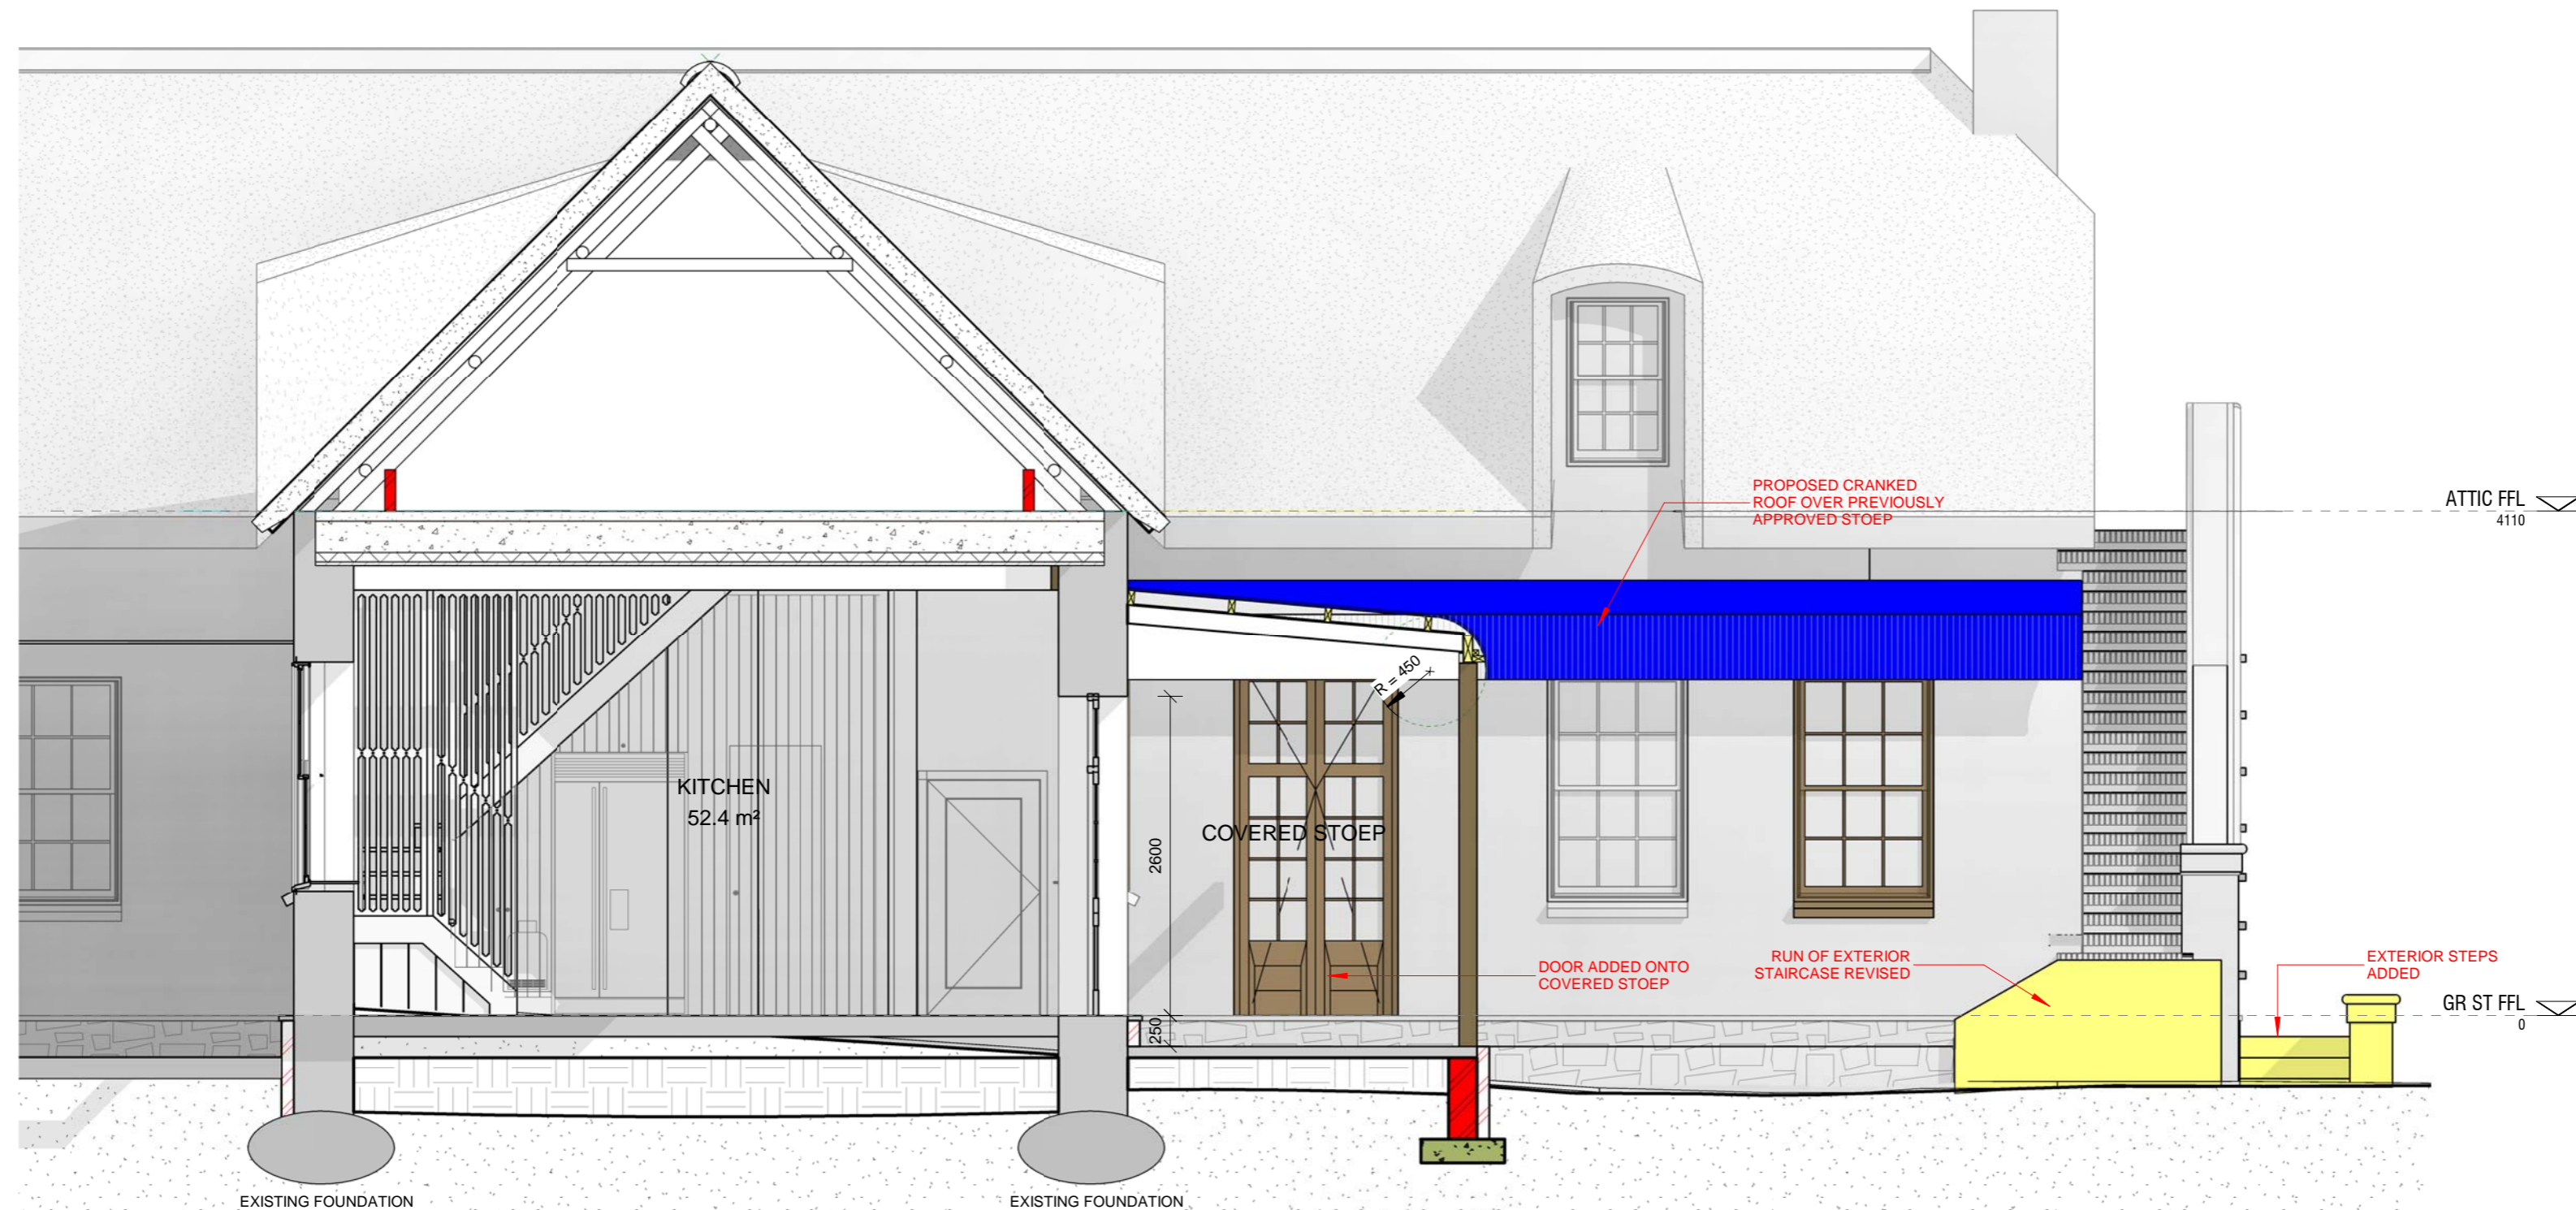 PROPOSED CRANKED
ROOF OVER PREVIOUSLY
APPROVED STOEP
ATTIC FFL
4110
R = 450
KITCHEN
52.4 m²
COVERED STOEP
2600
DOOR ADDED ONTO
COVERED STOEP
RUN OF EXTERIOR
STAIRCASE REVISED
EXTERIOR STEPS
ADDED
GR ST FFL
0
250
EXISTING FOUNDATION
EXISTING FOUNDATION